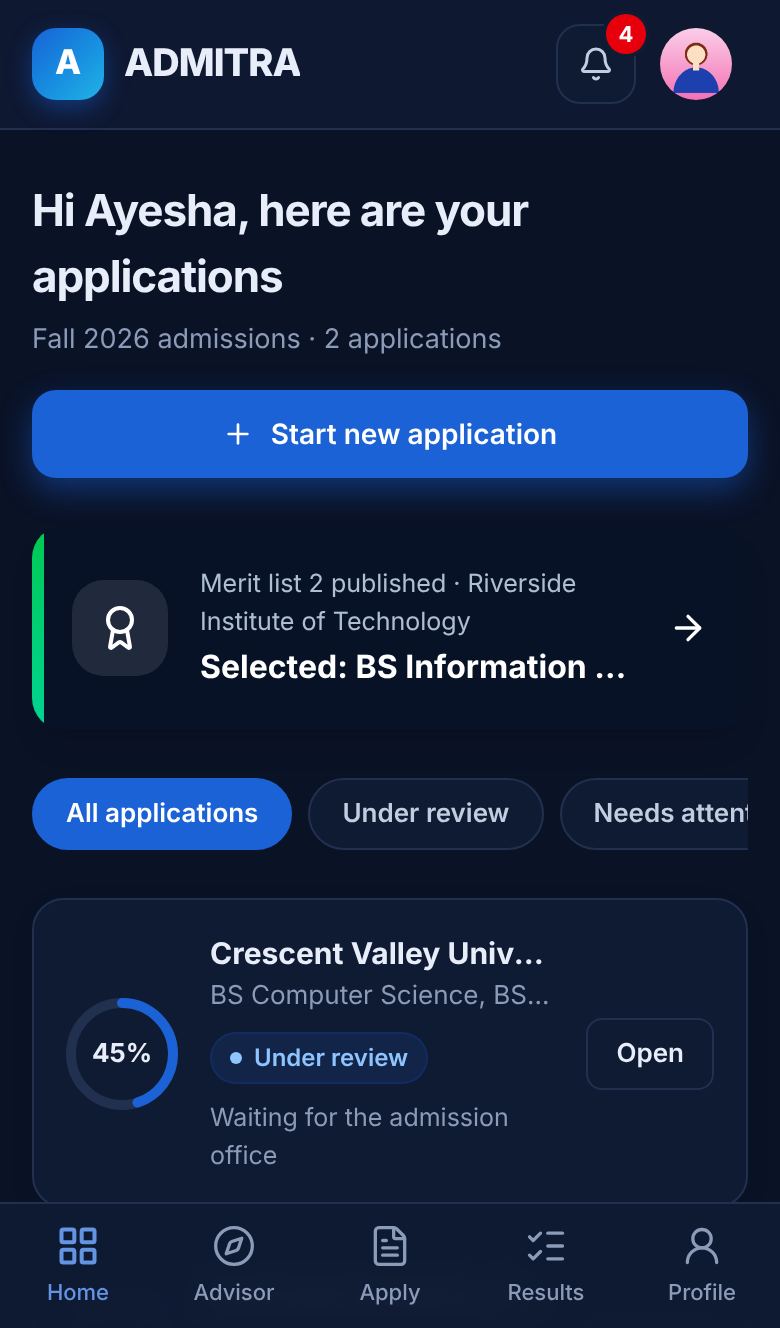 A
ADMITRA
4
Hi Ayesha, here are your
applications
Fall 2026 admissions · 2 applications
+ Start new application
Merit list 2 published · Riverside
Institute of Technology
Selected: BS Information ...
All applications
Under review
Needs attent
Crescent Valley Univ...
BS Computer Science, BS...
45%
Under review
Open
Waiting for the admission
office
Home
Advisor
Apply
Results
Profile